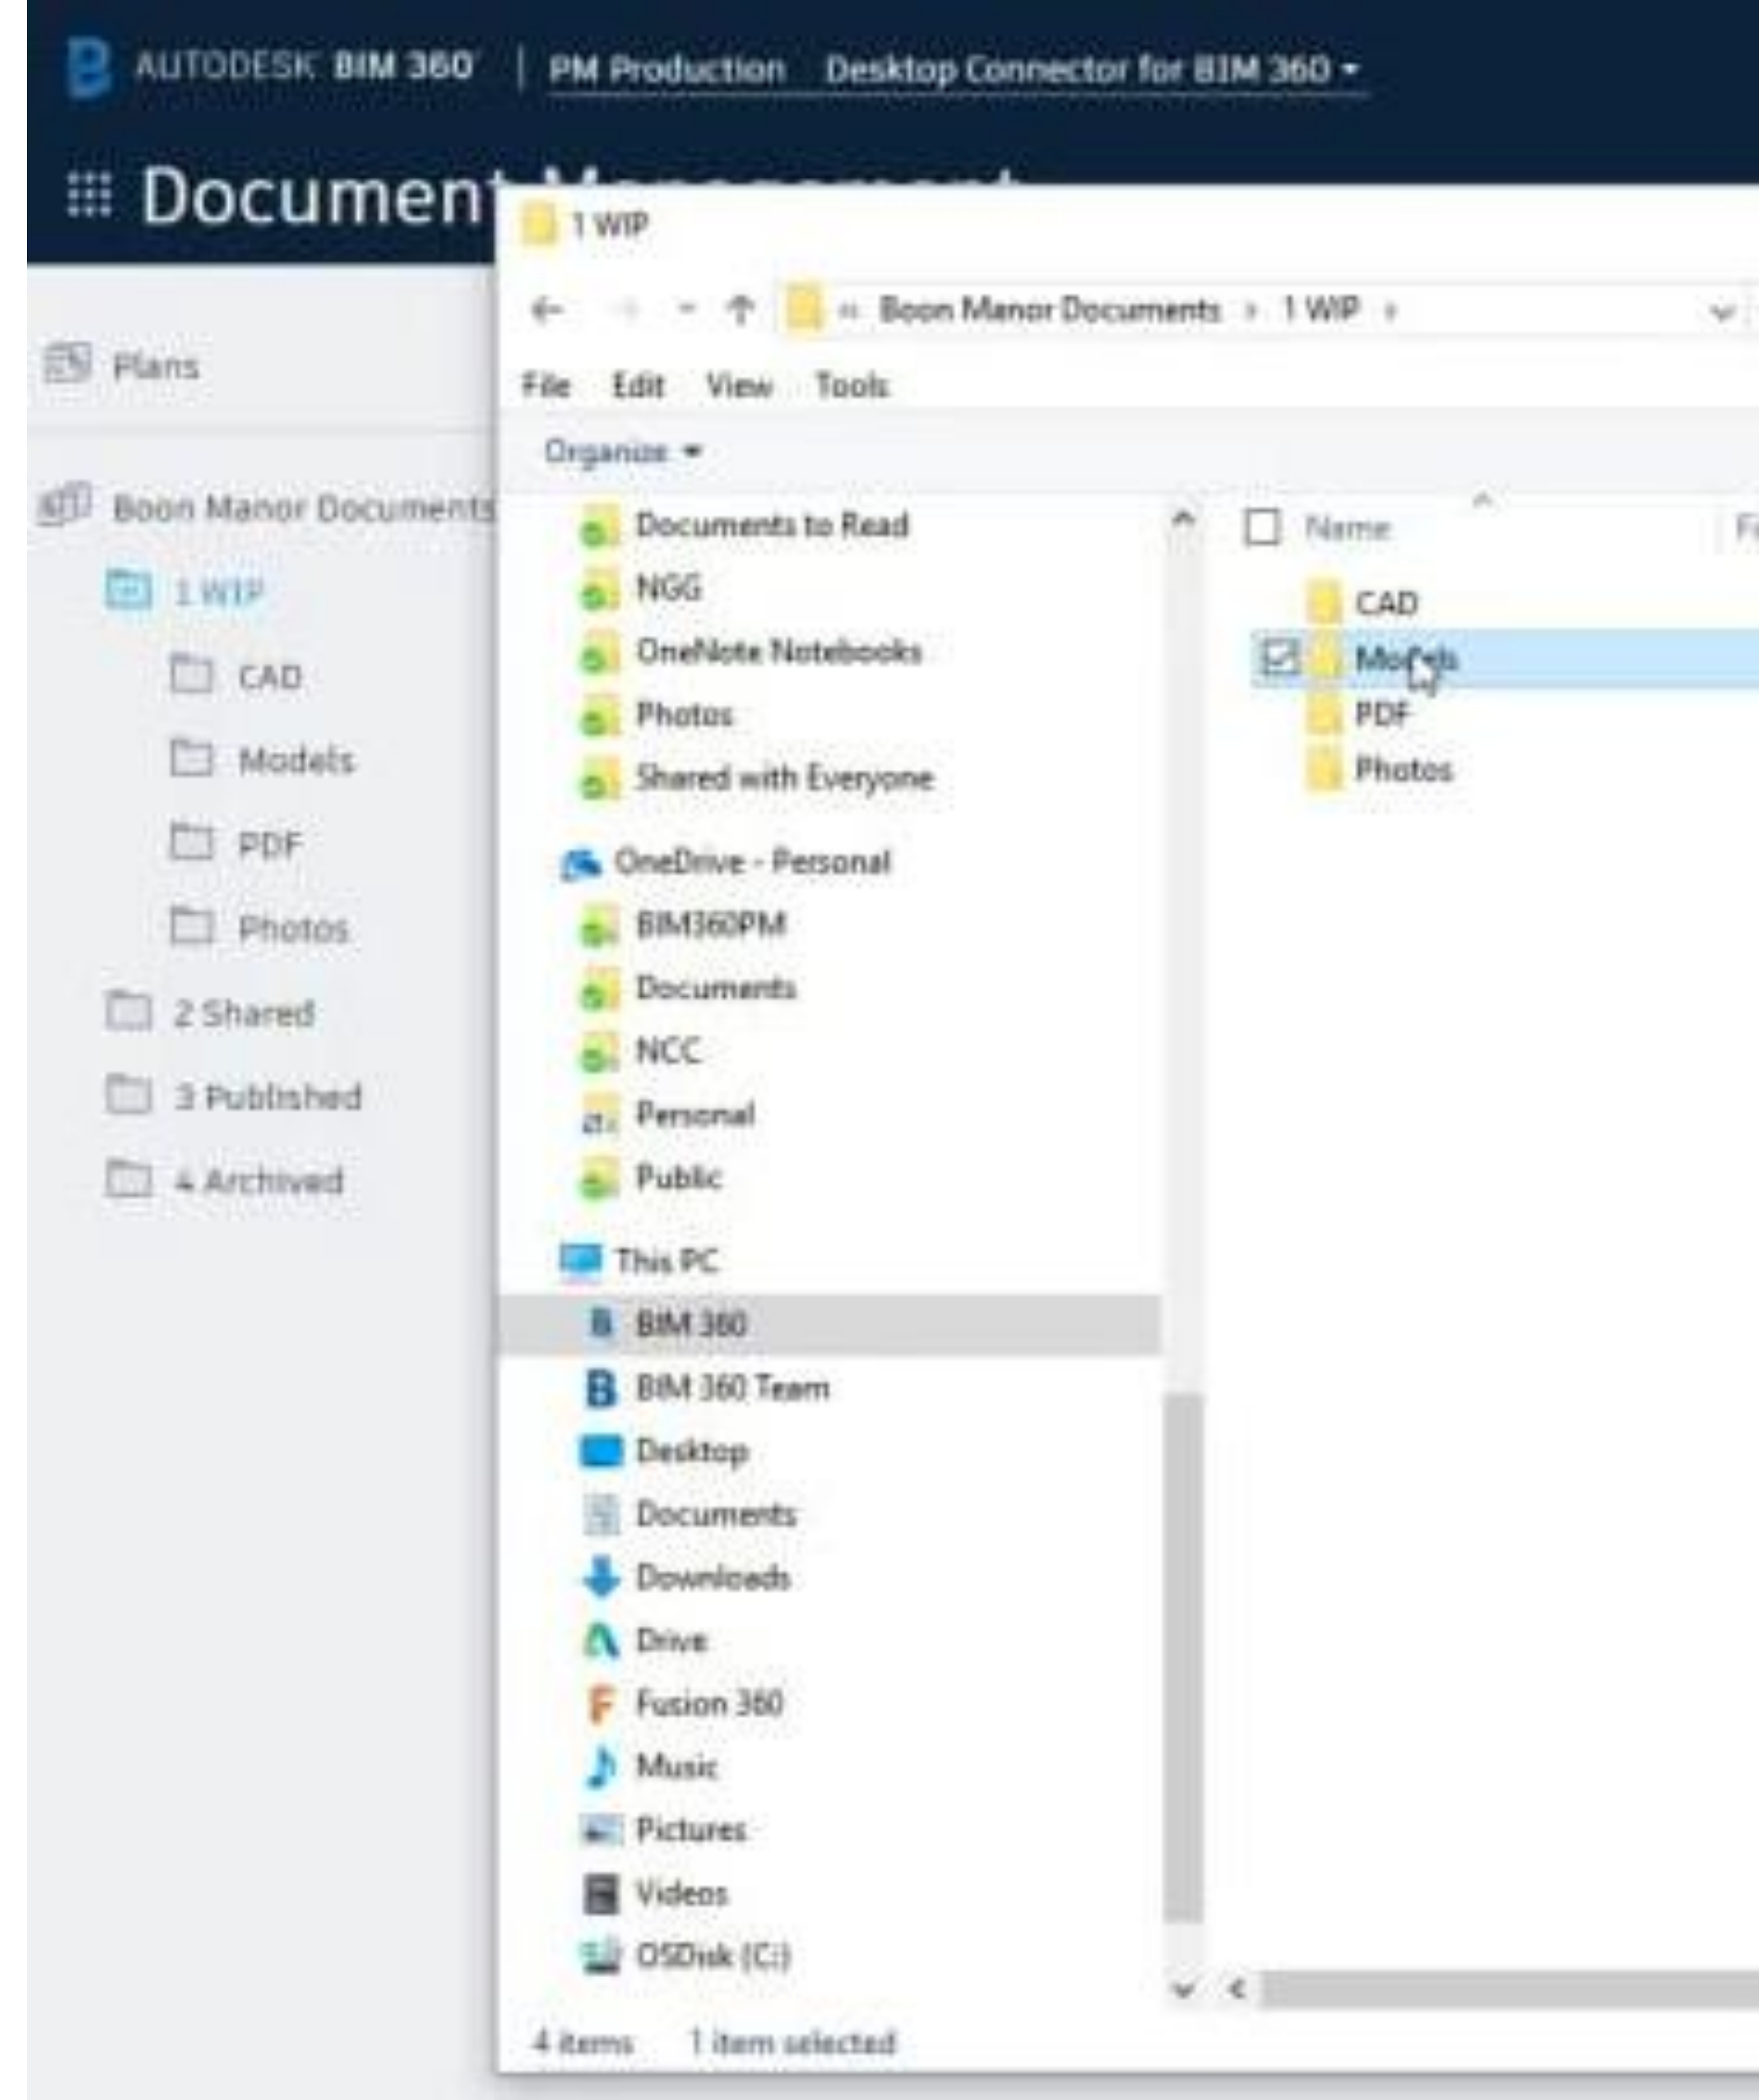 AUTODESK BIM 360 PM Production Desktop Connector for BIM 360
Document Management
Plans
Boon Manor Documents
1 WIP
CAD
Models
PDF
Photos
2 Shared
3 Published
4 Archived
1 WIP
« Boon Manor Documents › 1 WIP ›
File Edit View Tools
Organize
Documents to Read
NGG
OneNote Notebooks
Photos
Shared with Everyone
OneDrive - Personal
BIM360PM
Documents
NCC
Personal
Public
This PC
BIM 360
BIM 360 Team
Desktop
Documents
Downloads
Drive
Fusion 360
Music
Pictures
Videos
OSDisk (C:)
Name
CAD
Models
PDF
Photos
4 items 1 item selected